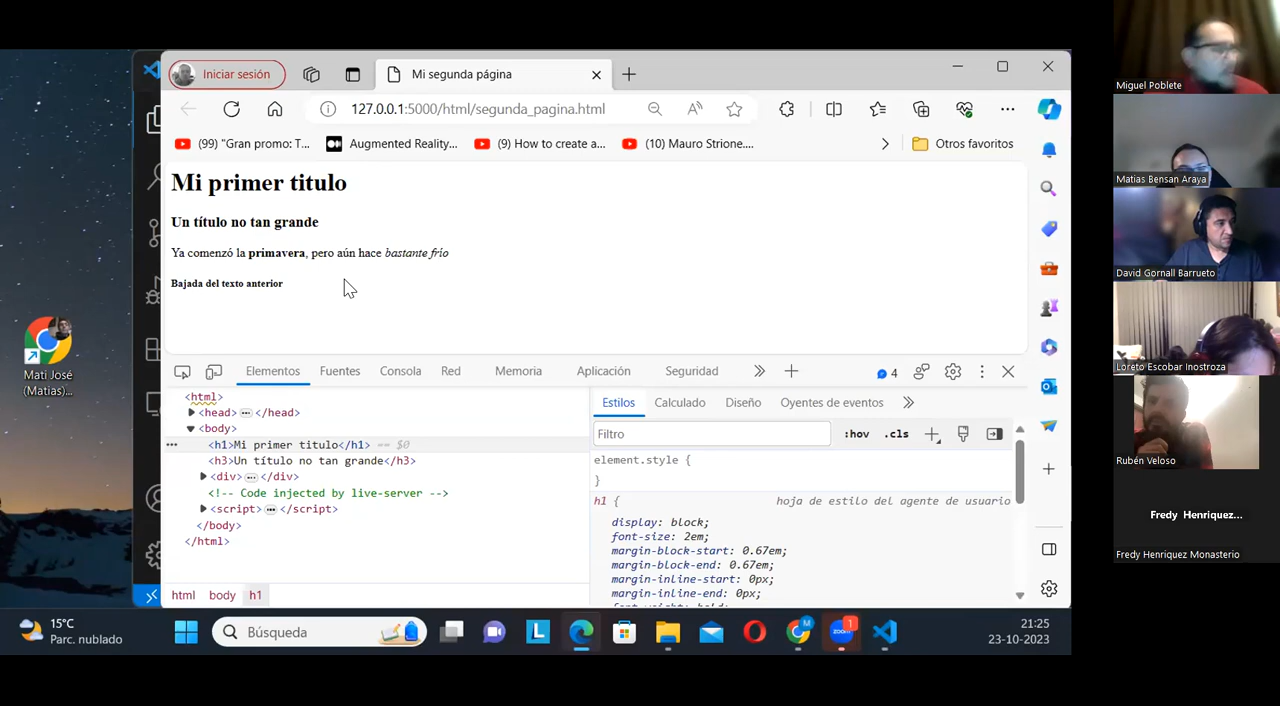 Iniciar sesión
Mi segunda página
127.0.0.1:5000/html/segunda_pagina.html
(99) "Gran promo: T...
Augmented Reality,...
(9) How to create a...
(10) Mauro Strione....
Otros favoritos
Mi primer titulo
Un título no tan grande
Ya comenzó la primavera, pero aún hace bastante frío
Bajada del texto anterior
Elementos
Fuentes
Consola
Red
Memoria
Aplicación
Seguridad
4
<html>
<head> ... </head>
<body>
<h1>Mi primer titulo</h1> == $0
<h3>Un título no tan grande</h3>
<div> ... </div>
<!-- Code injected by live-server -->
<script> ... </script>
</body>
</html>
html body h1
Estilos
Calculado
Diseño
Oyentes de eventos
Filtro
:hov
.cls
element.style {
}
h1 {
hoja de estilo del agente de usuario
display: block;
font-size: 2em;
margin-block-start: 0.67em;
margin-block-end: 0.67em;
margin-inline-start: 0px;
margin-inline-end: 0px;
Mati José
(Matias)...
15°C
Parc. nublado
Búsqueda
zoom
1
21:25
23-10-2023
Miguel Poblete
Matias Bensan Araya
David Gornall Barrueto
Loreto Escobar Inostroza
Rubén Veloso
Fredy Henriquez...
Fredy Henriquez Monasterio